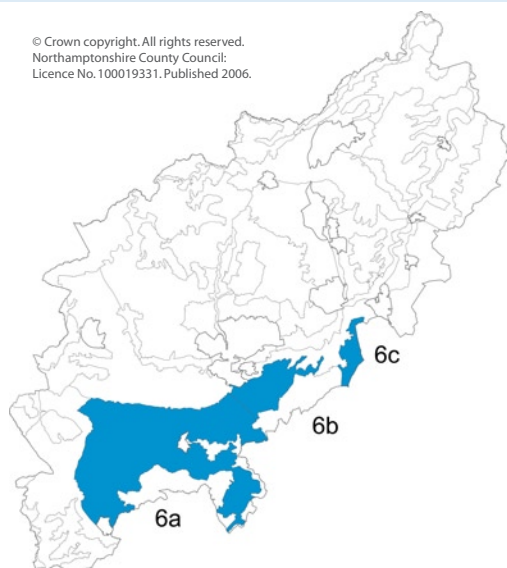 © Crown copyright. All rights reserved.
Northamptonshire County Council:
Licence No. 100019331. Published 2006.
6c
6b
6a